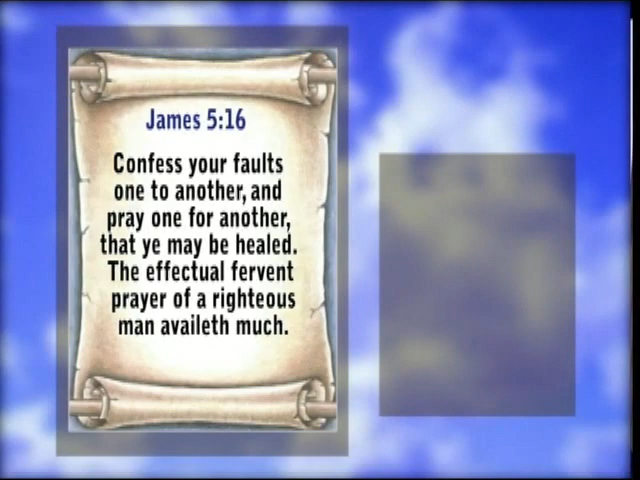 James 5:16
Confess your faults
one to another, and
pray one for another,
that ye may be healed.
The effectual fervent
prayer of a righteous
man availeth much.